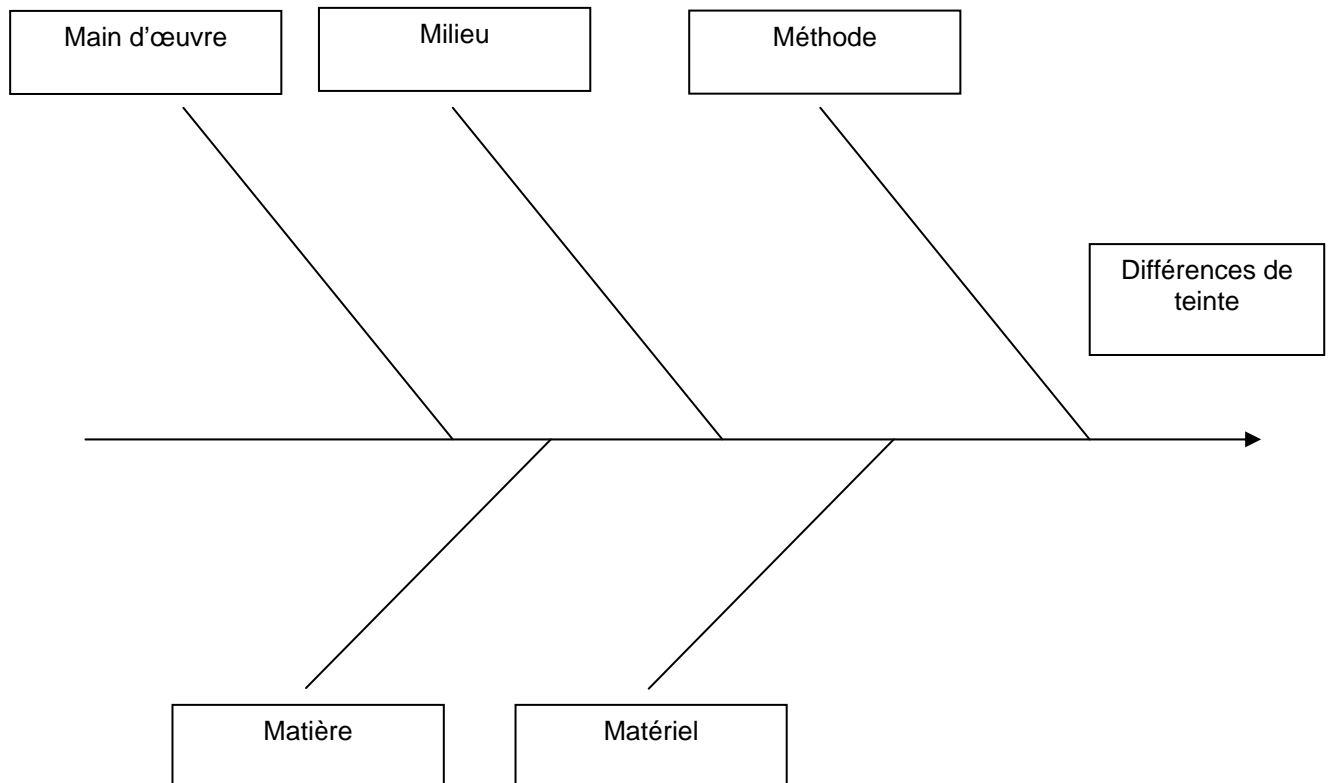 Main d'œuvre
Milieu
Méthode
Différences de
teinte
Matière
Matériel